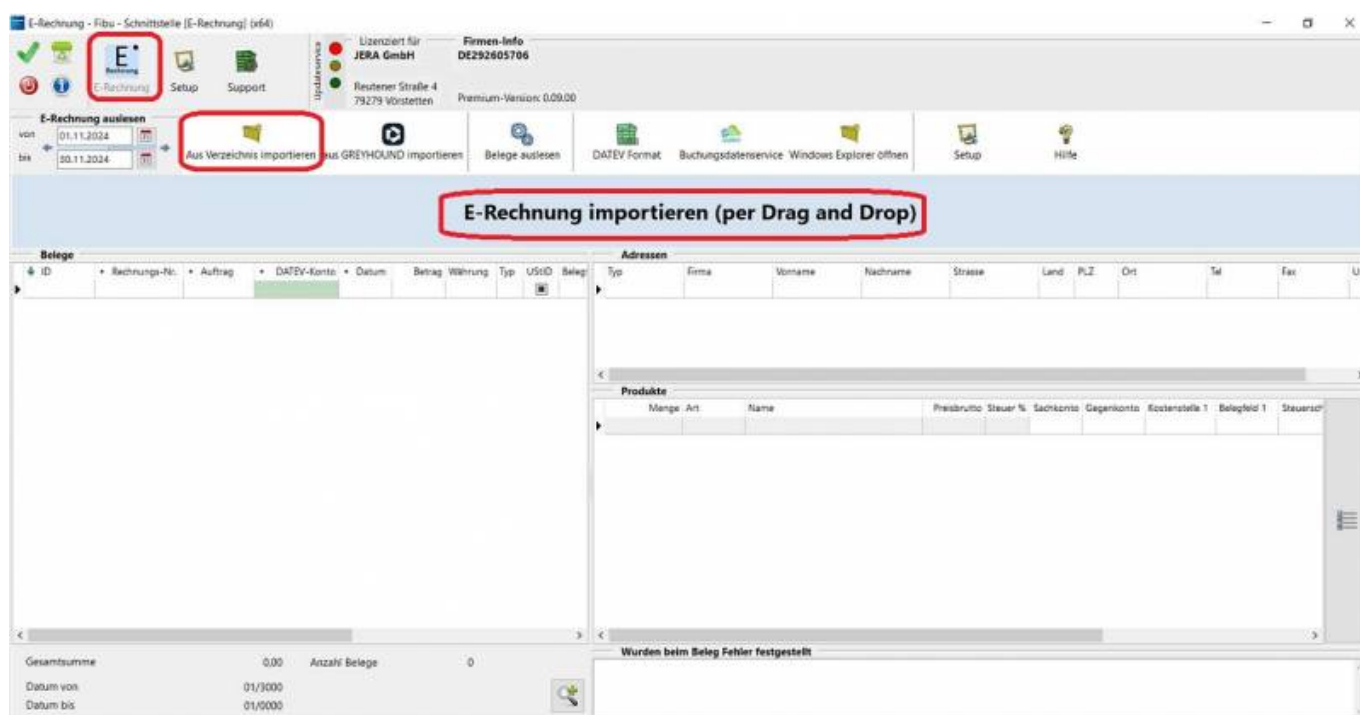 E-Rechnung - Fibu - Schnittstelle [E-Rechnung] (x64)
Lizenziert für Firmen-Info
JERA GmbH DE292605706
Reutener Straße 4
79279 Vörstetten Premium-Version: 0.09.00
Updateservice
E Rechnung
E-Rechnung Setup Support
E-Rechnung auslesen
von 01.11.2024
bis 30.11.2024
Aus Verzeichnis importieren aus GREYHOUND importieren Belege auslesen DATEV Format Buchungsdatenservice Windows Explorer öffnen Setup Hilfe
E-Rechnung importieren (per Drag and Drop)
Belege
ID Rechnungs-Nr. Auftrag DATEV-Konto Datum Betrag Währung Typ UStID Beleg
Adressen
Typ Firma Vorname Nachname Strasse Land PLZ Ort Tel Fax U
Produkte
Menge Art Name Preisbrutto Steuer % Sachkonto Gegenkonto Kostenstelle 1 Belegfeld 1 Steuersch
Gesamtsumme 0,00 Anzahl Belege 0
Datum von 01/3000
Datum bis 01/0000
Wurden beim Beleg Fehler festgestellt